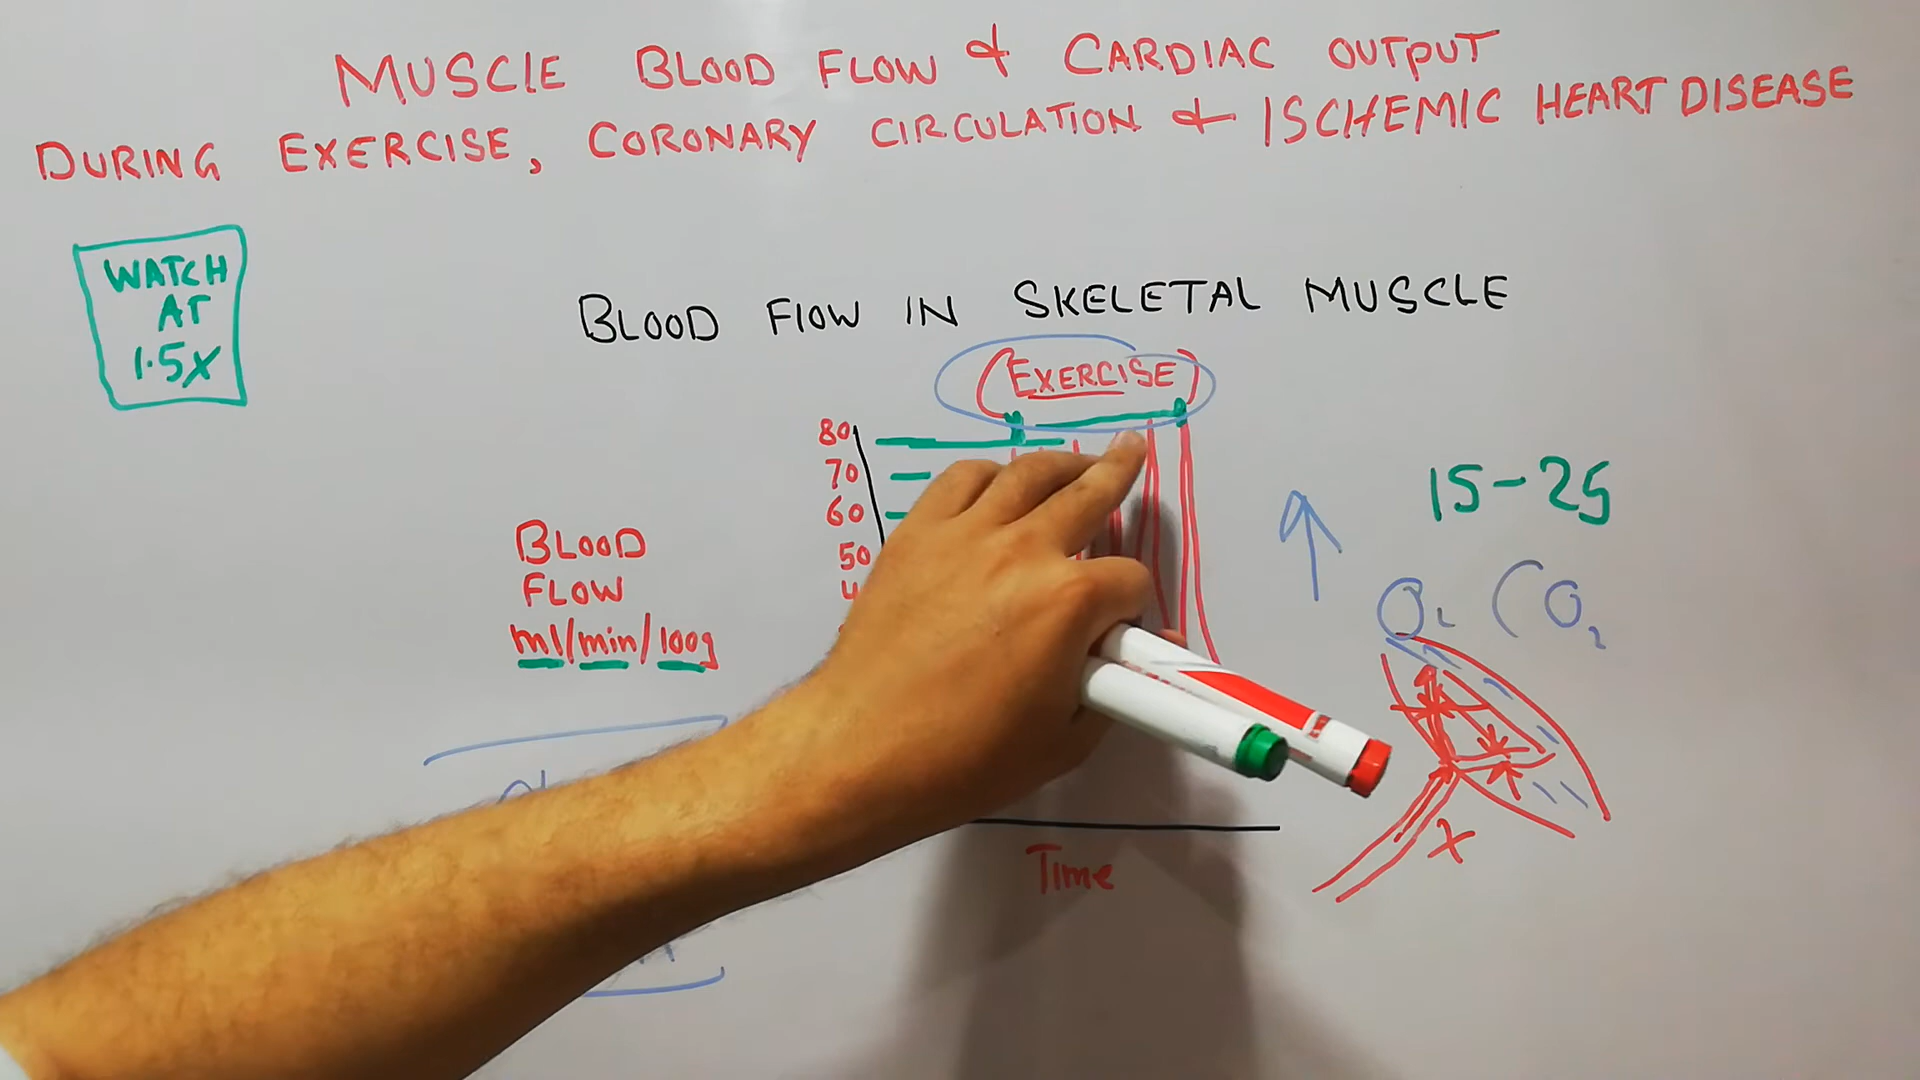 MUSCLE BLOOD FLOW & CARDIAC OUTPUT
DURING EXERCISE, CORONARY CIRCULATION & ISCHEMIC HEART DISEASE
WATCH
AT
1.5X
BLOOD FLOW IN SKELETAL MUSCLE
(EXERCISE)
80
70
60
50
4
BLOOD
FLOW
ml/min/100g
15-25
O2 CO2
X
Time